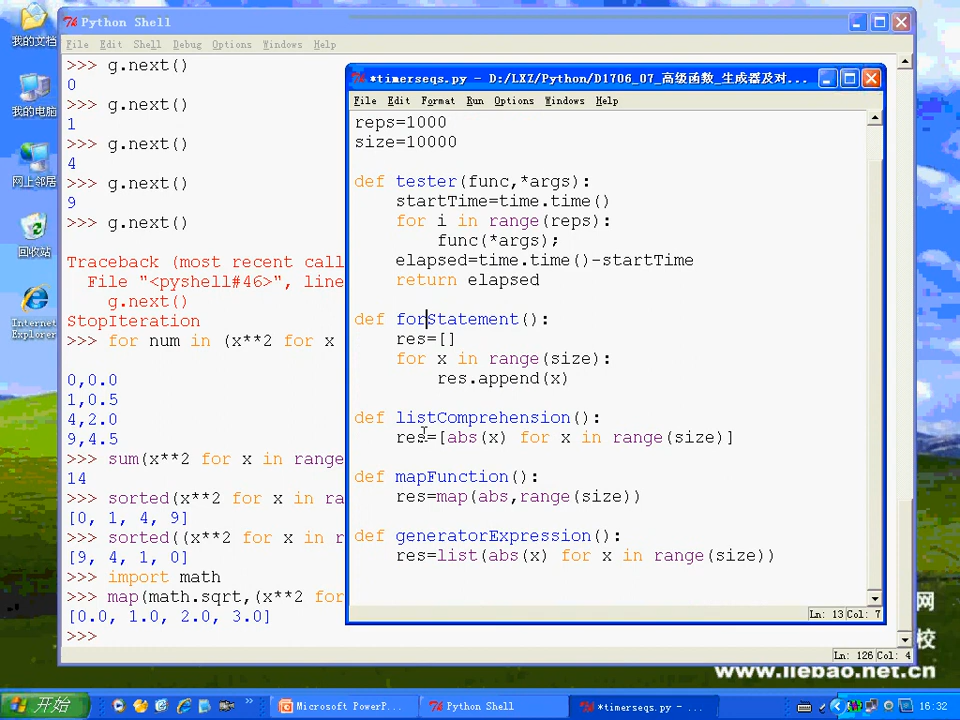 我的文档
我的电脑
网上邻居
回收站
Internet
Explorer
Python Shell
File Edit Shell Debug Options Windows Help
>>> g.next()
0
>>> g.next()
1
>>> g.next()
4
>>> g.next()
9
>>> g.next()
Traceback (most recent call
File "<pyshell#46>", line
g.next()
StopIteration
>>> for num in (x**2 for x
0,0.0
1,0.5
4,2.0
9,4.5
>>> sum(x**2 for x in range
14
>>> sorted(x**2 for x in ra
[0, 1, 4, 9]
>>> sorted((x**2 for x in r
[9, 4, 1, 0]
>>> import math
>>> map(math.sqrt,(x**2 for
[0.0, 1.0, 2.0, 3.0]
>>>
Ln: 126 Col: 4
*timerseqs.py - D:/LXZ/Python/D1706_07_高级函数_生成器及对...
File Edit Format Run Options Windows Help
reps=1000
size=10000
def tester(func,*args):
startTime=time.time()
for i in range(reps):
func(*args);
elapsed=time.time()-startTime
return elapsed
def forStatement():
res=[]
for x in range(size):
res.append(x)
def listComprehension():
res=[abs(x) for x in range(size)]
def mapFunction():
res=map(abs,range(size))
def generatorExpression():
res=list(abs(x) for x in range(size))
Ln: 13 Col: 7
网
校
www.liebao.net.cn
开始
Microsoft PowerP...
Python Shell
*timerseqs.py - ...
16:32